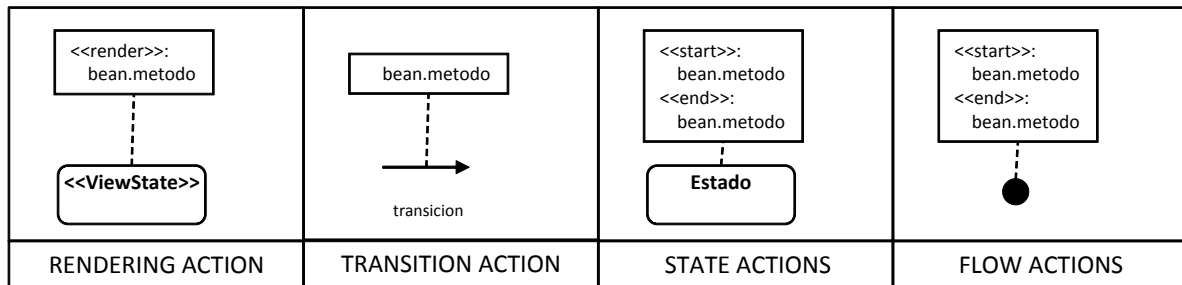 <<render>>:
bean.metodo
<<ViewState>>
RENDERING ACTION
bean.metodo
transicion
TRANSITION ACTION
<<start>>:
bean.metodo
<<end>>:
bean.metodo
Estado
STATE ACTIONS
<<start>>:
bean.metodo
<<end>>:
bean.metodo
FLOW ACTIONS